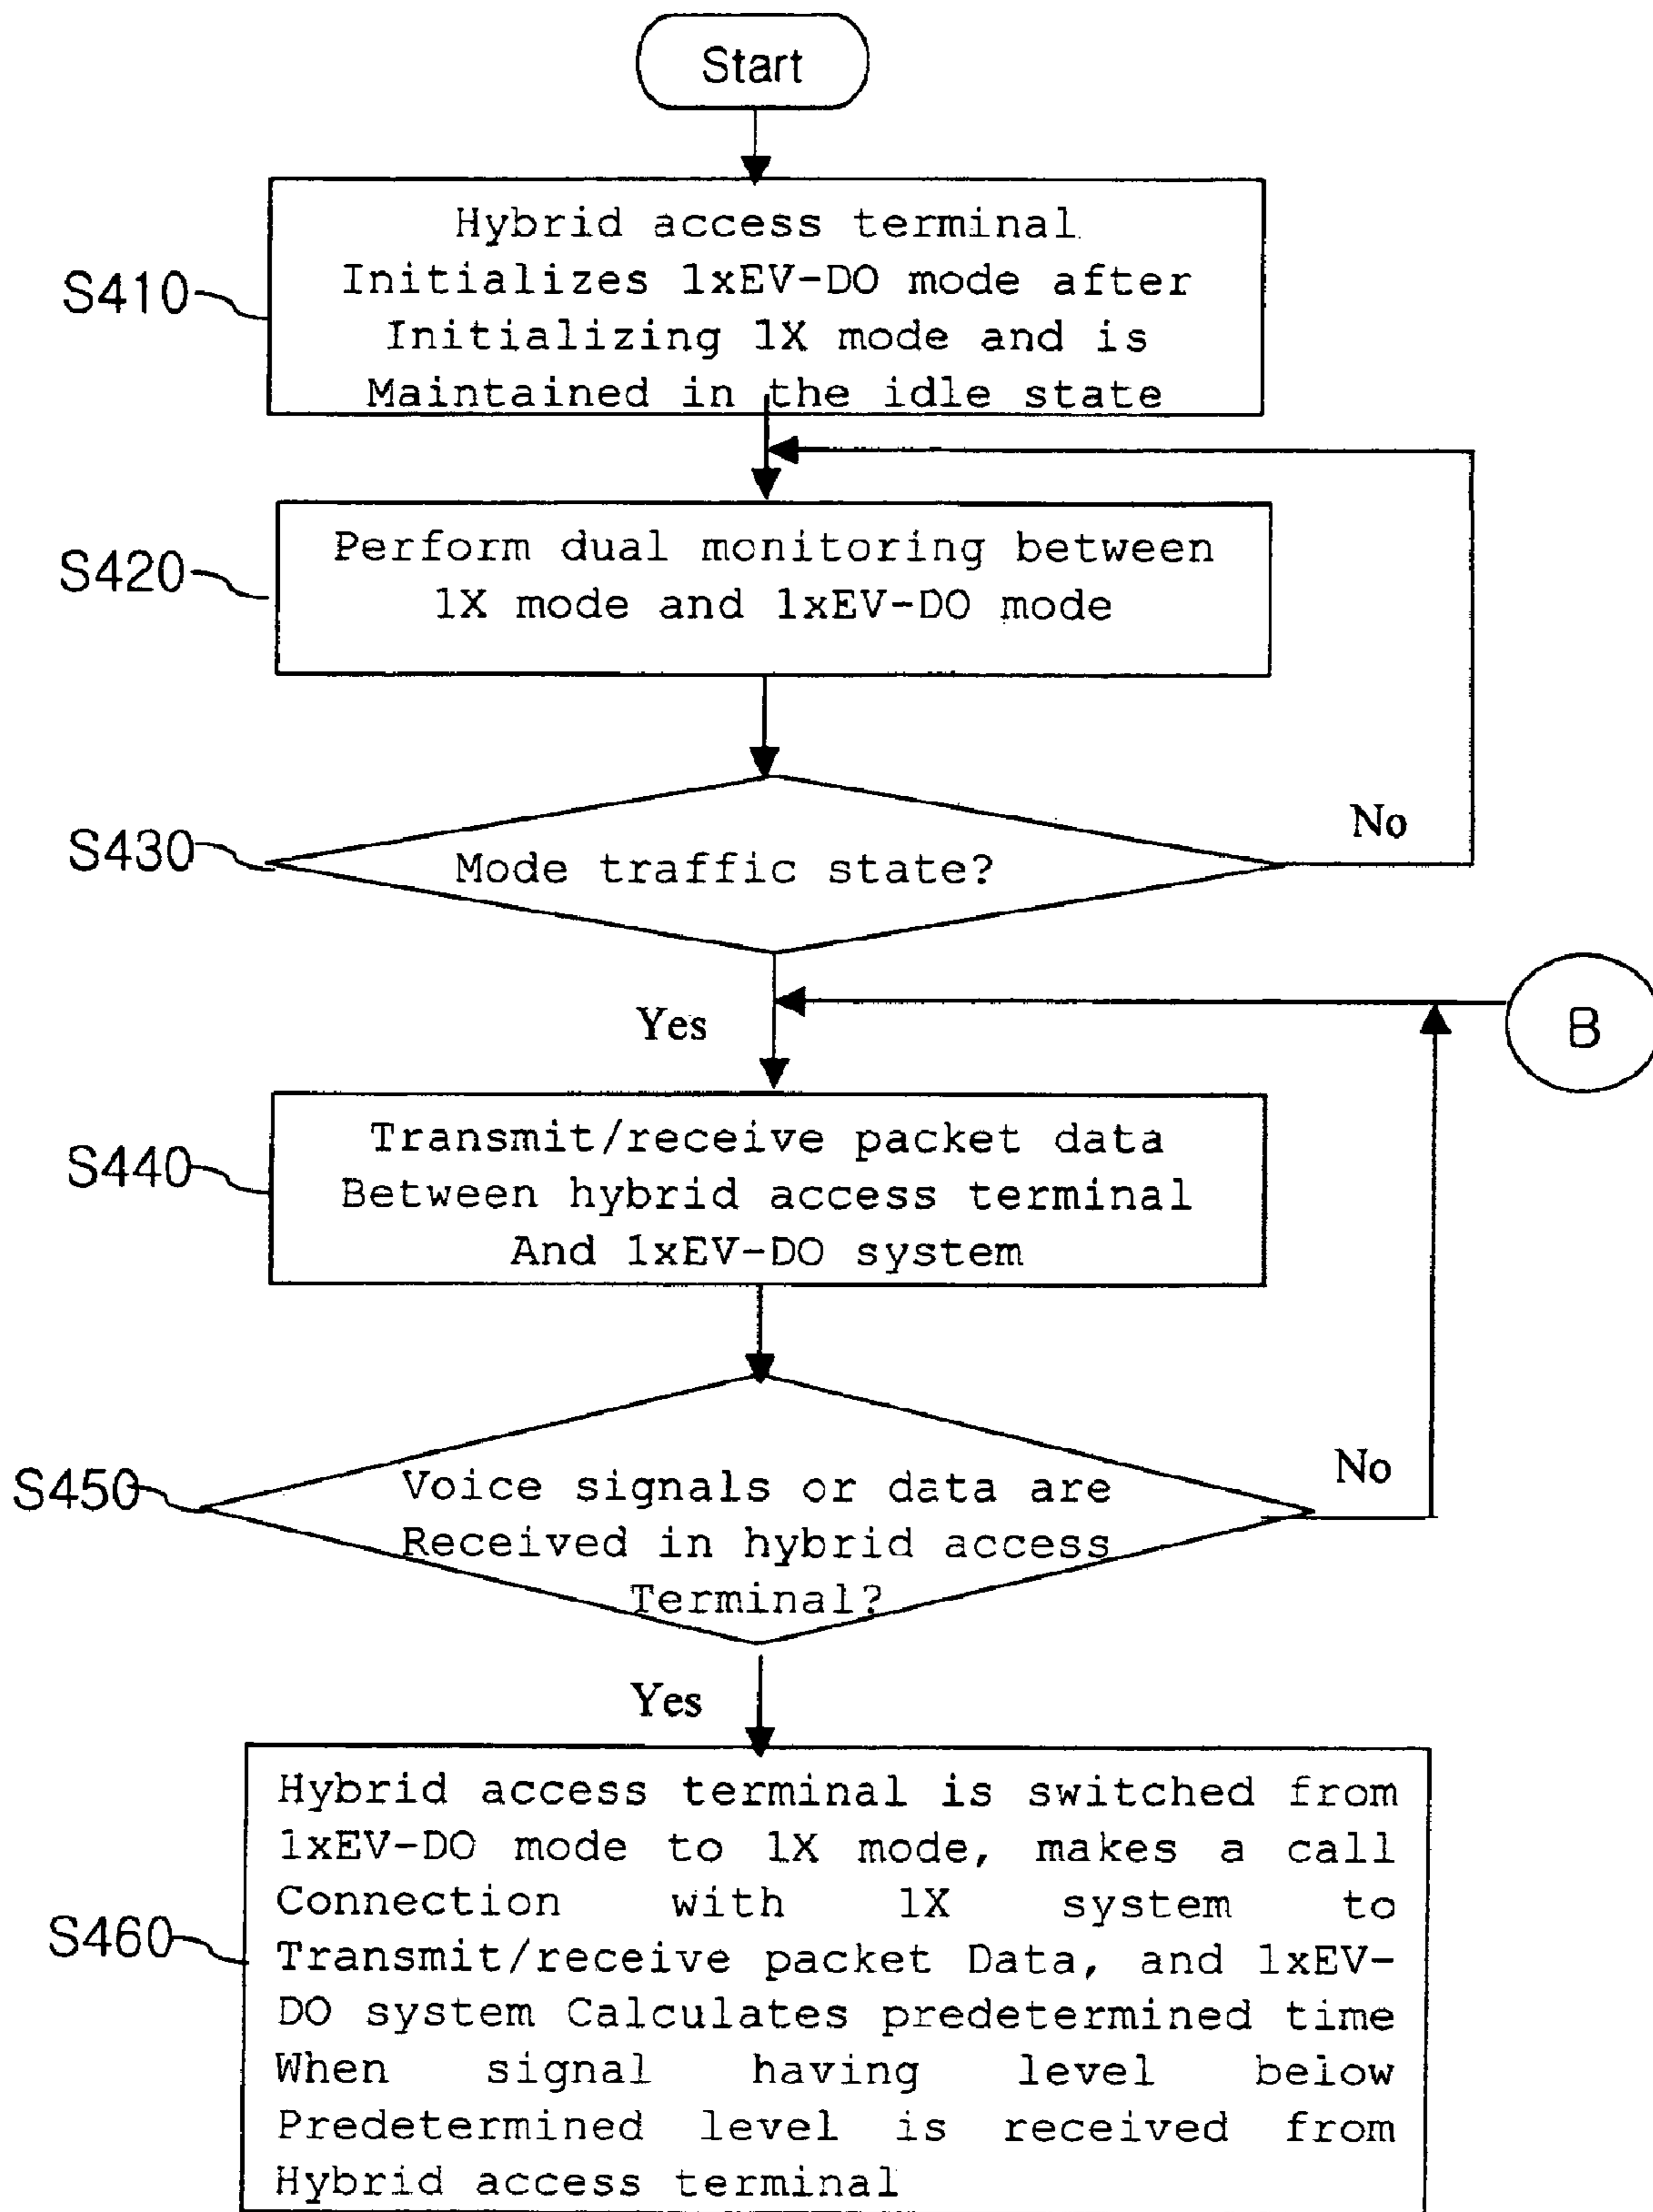 Start
S410
Hybrid access terminal
Initializes 1xEV-DO mode after
Initializing 1X mode and is
Maintained in the idle state
S420
Perform dual monitoring between
1X mode and 1xEV-DO mode
S430
Mode traffic state?
No
Yes
B
S440
Transmit/receive packet data
Between hybrid access terminal
And 1xEV-DO system
S450
Voice signals or data are
Received in hybrid access
Terminal?
No
Yes
S460
Hybrid access terminal is switched from
1xEV-DO mode to 1X mode, makes a call
Connection with 1X system to
Transmit/receive packet Data, and 1xEV-
DO system Calculates predetermined time
When signal having level below
Predetermined level is received from
Hybrid access terminal